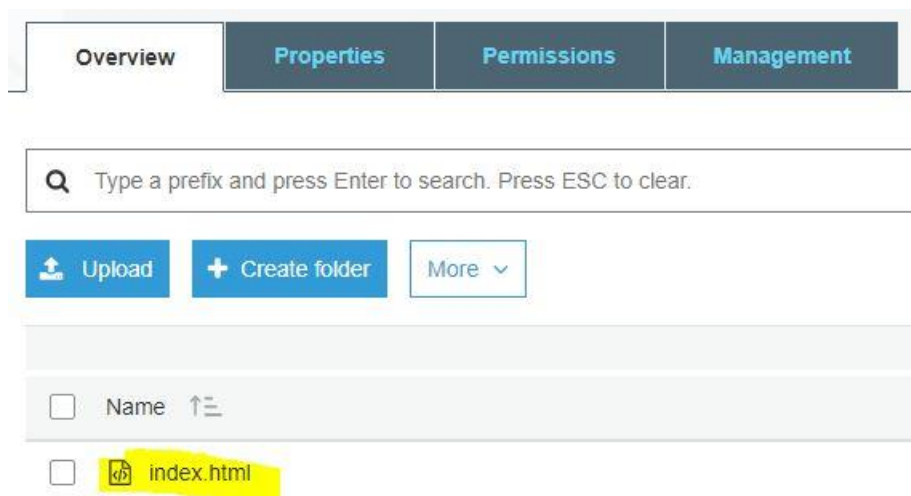 Overview Properties Permissions Management
Type a prefix and press Enter to search. Press ESC to clear.
Upload Create folder More
Name
index.html